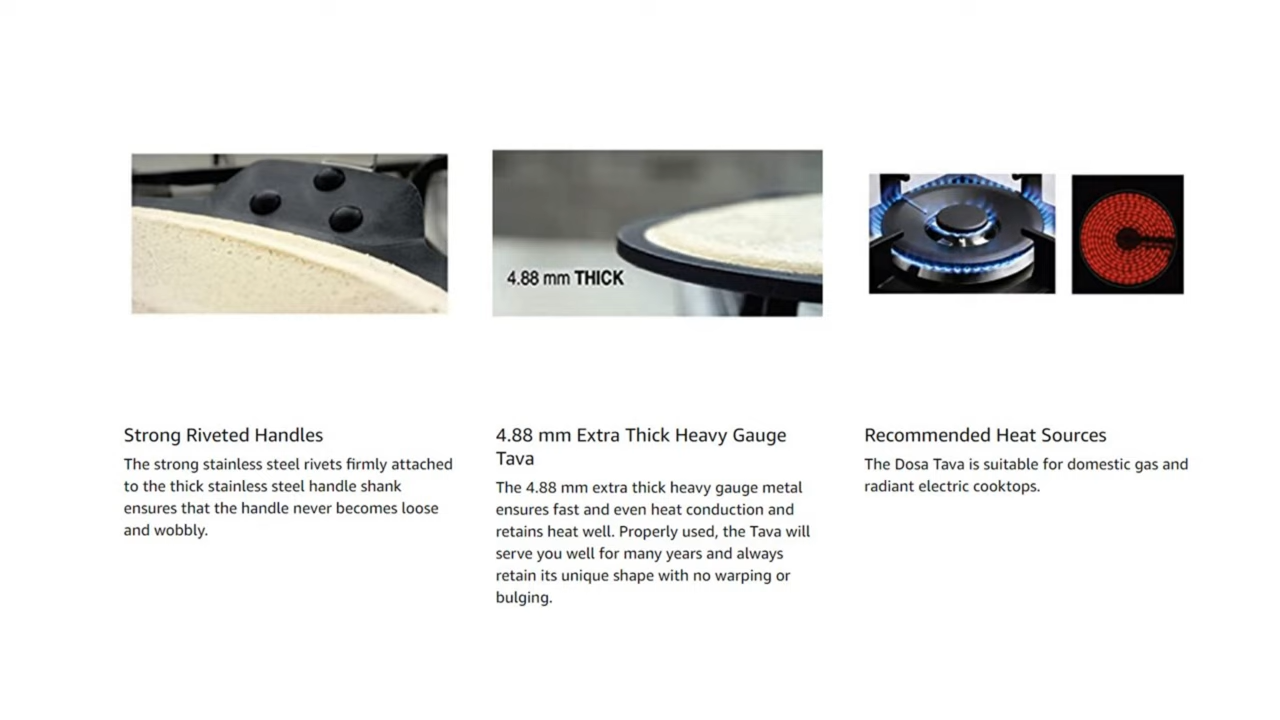 4.88 mm THICK
Strong Riveted Handles
The strong stainless steel rivets firmly attached
to the thick stainless steel handle shank
ensures that the handle never becomes loose
and wobbly.
4.88 mm Extra Thick Heavy Gauge
Tava
The 4.88 mm extra thick heavy gauge metal
ensures fast and even heat conduction and
retains heat well. Properly used, the Tava will
serve you well for many years and always
retain its unique shape with no warping or
bulging.
Recommended Heat Sources
The Dosa Tava is suitable for domestic gas and
radiant electric cooktops.